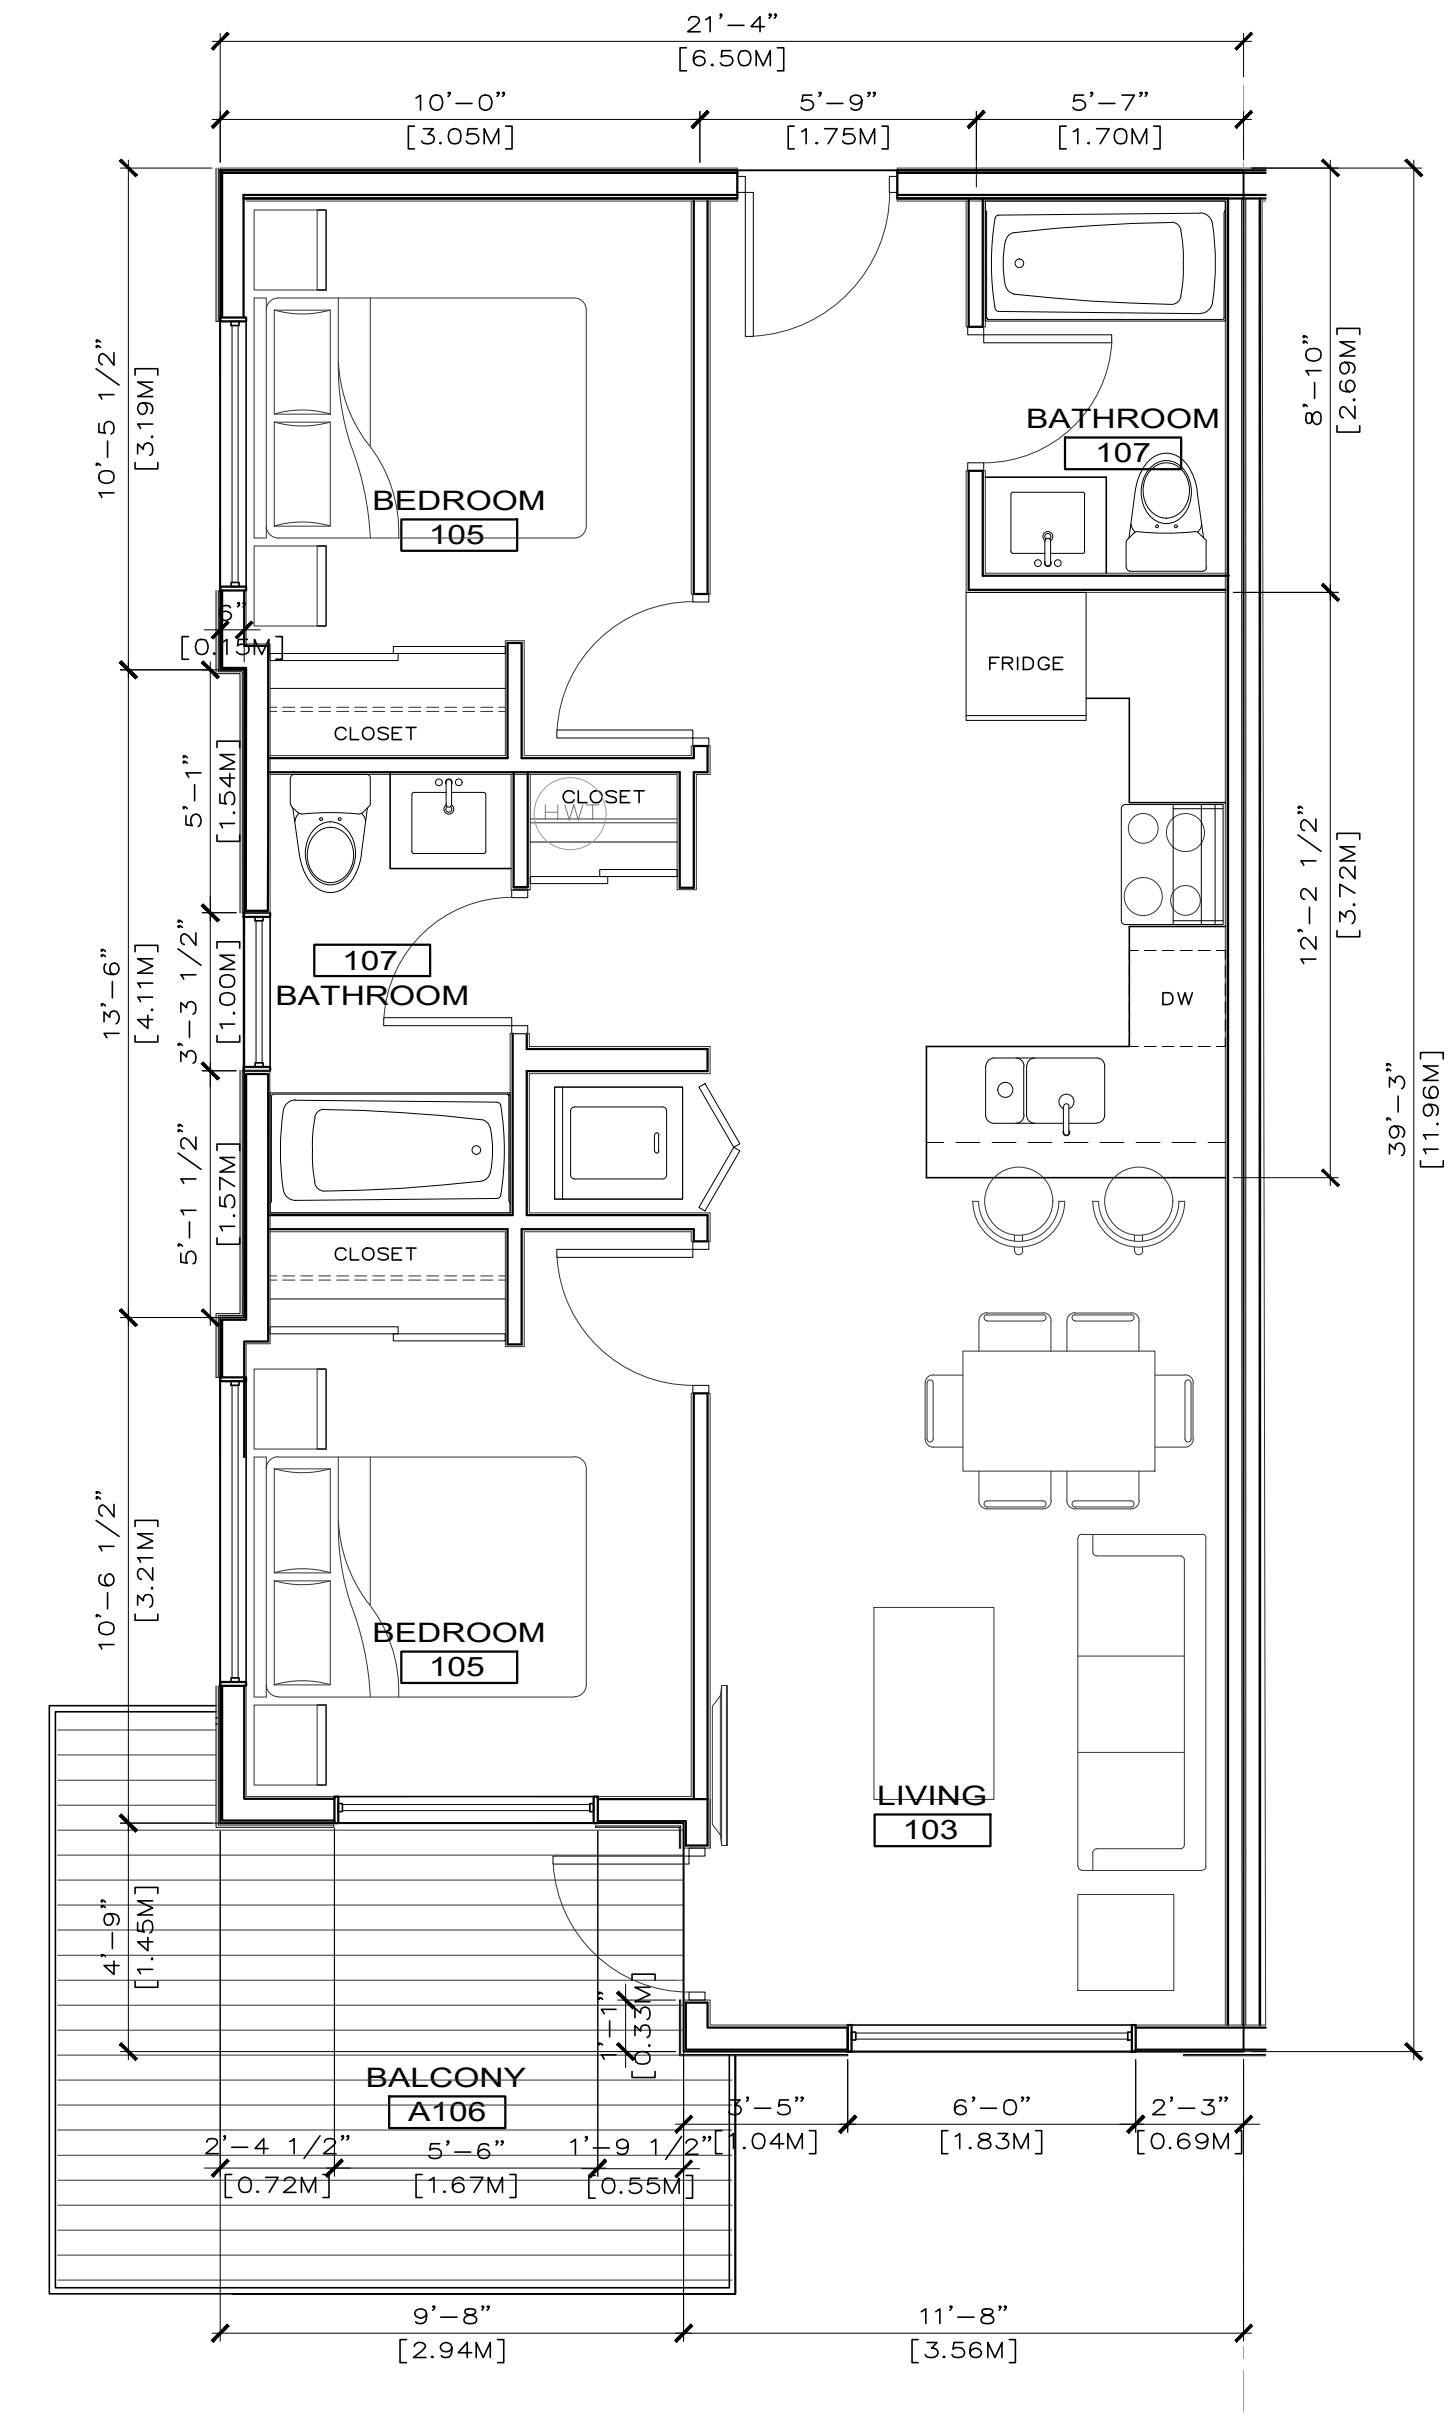 21'-4"
[6.50M]
10'-0"
[3.05M]
5'-9"
[1.75M]
5'-7"
[1.70M]
10'-5 1/2"
[3.19M]
8'-10"
[2.69M]
BATHROOM
107
BEDROOM
105
6"
[0.15M]
FRIDGE
CLOSET
5'-1"
[1.54M]
CLOSET
HWT
12'-2 1/2"
[3.72M]
13'-6"
[4.11M]
3'-3 1/2"
[1.00M]
107
BATHROOM
DW
39'-3"
[11.96M]
5'-1 1/2"
[1.57M]
CLOSET
10'-6 1/2"
[3.21M]
BEDROOM
105
LIVING
103
4'-9"
[1.45M]
1'-1"
[0.33M]
BALCONY
A106
3'-5"
[1.04M]
6'-0"
[1.83M]
2'-3"
[0.69M]
2'-4 1/2"
[0.72M]
5'-6"
[1.67M]
1'-9 1/2"
[0.55M]
9'-8"
[2.94M]
11'-8"
[3.56M]